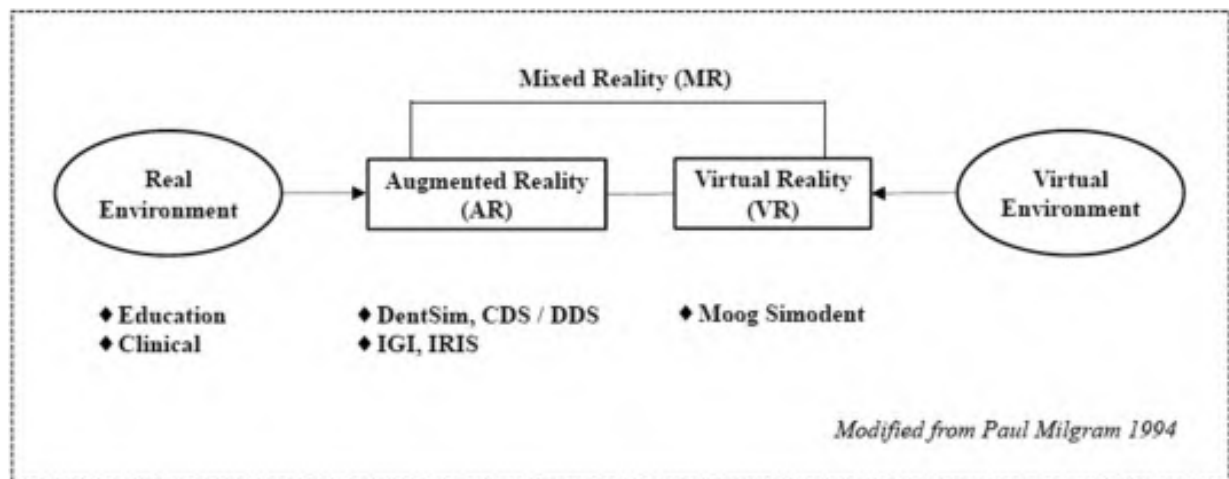 Mixed Reality (MR)
Real
Environment
Augmented Reality
(AR)
Virtual Reality
(VR)
Virtual
Environment
♦ Education
♦ Clinical
♦ DentSim, CDS / DDS
♦ IGI, IRIS
♦ Moog Simodent
Modified from Paul Milgram 1994